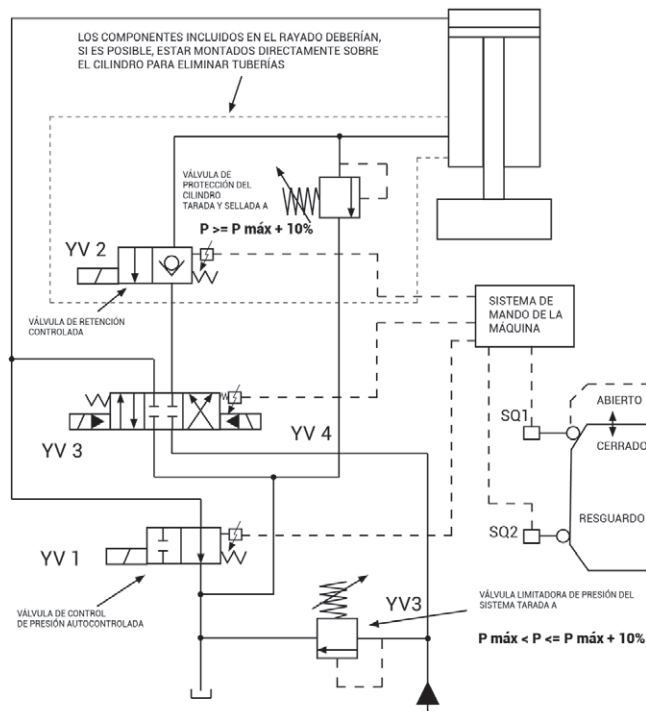 LOS COMPONENTES INCLUIDOS EN EL RAYADO DEBERÍAN,
SI ES POSIBLE, ESTAR MONTADOS DIRECTAMENTE SOBRE
EL CILINDRO PARA ELIMINAR TUBERÍAS
VÁLVULA DE
PROTECCIÓN DEL
CILINDRO
TARADA Y SELLADA A
P >= P máx + 10%
YV 2
VÁLVULA DE RETENCIÓN
CONTROLADA
SISTEMA DE
MANDO DE LA
MÁQUINA
YV 3
YV 4
SQ1
ABIERTO
CERRADO
RESGUARDO
SQ2
YV 1
VÁLVULA DE CONTROL
DE PRESIÓN AUTOCONTROLADA
YV3
VÁLVULA LIMITADORA DE PRESIÓN DEL
SISTEMA TARADA A
P máx < P <= P máx + 10%